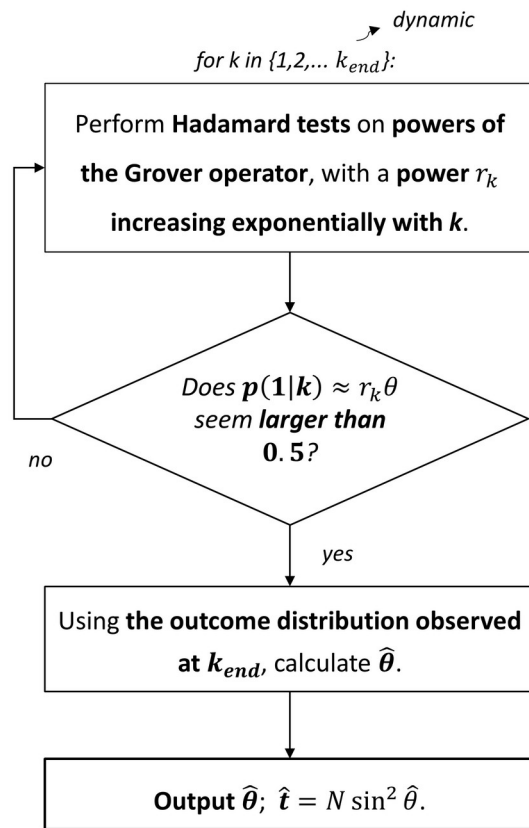 dynamic
for k in {1,2,... k_end}:
Perform Hadamard tests on powers of
the Grover operator, with a power r_k
increasing exponentially with k.
Does p(1|k) ≈ r_kθ
seem larger than
0.5?
no
yes
Using the outcome distribution observed
at k_end, calculate θ̂.
Output θ̂; t̂ = N sin² θ̂.